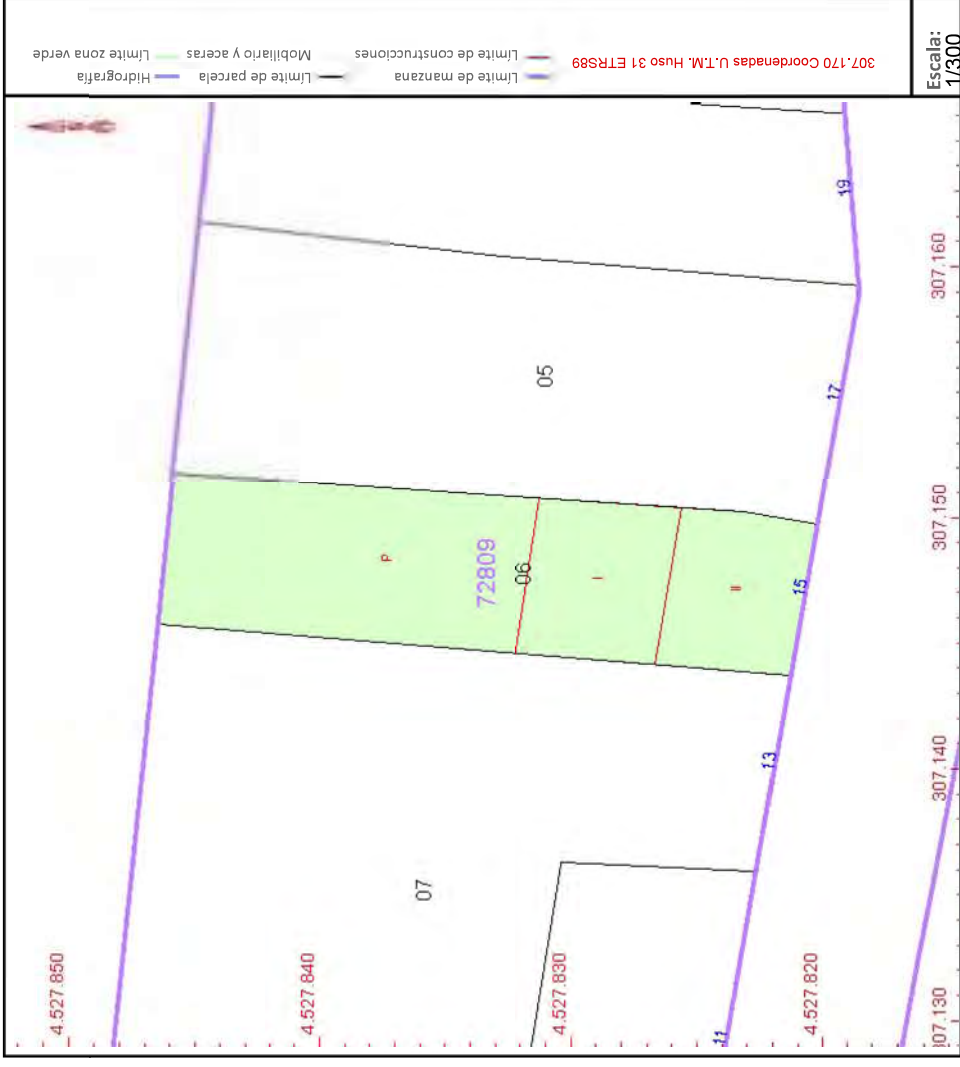 307.170 Coordenadas U.T.M. Huso 31 ETRS89
Límite de manzana
Límite de parcela
Hidrografía
Límite de construcciones
Mobiliario y aceras
Límite zona verde
Escala:
1/300
19
307.160
05
17
307.150
P
72809
06
I
II
15
307.140
13
07
4.527.850
4.527.840
4.527.830
4.527.820
307.130
11